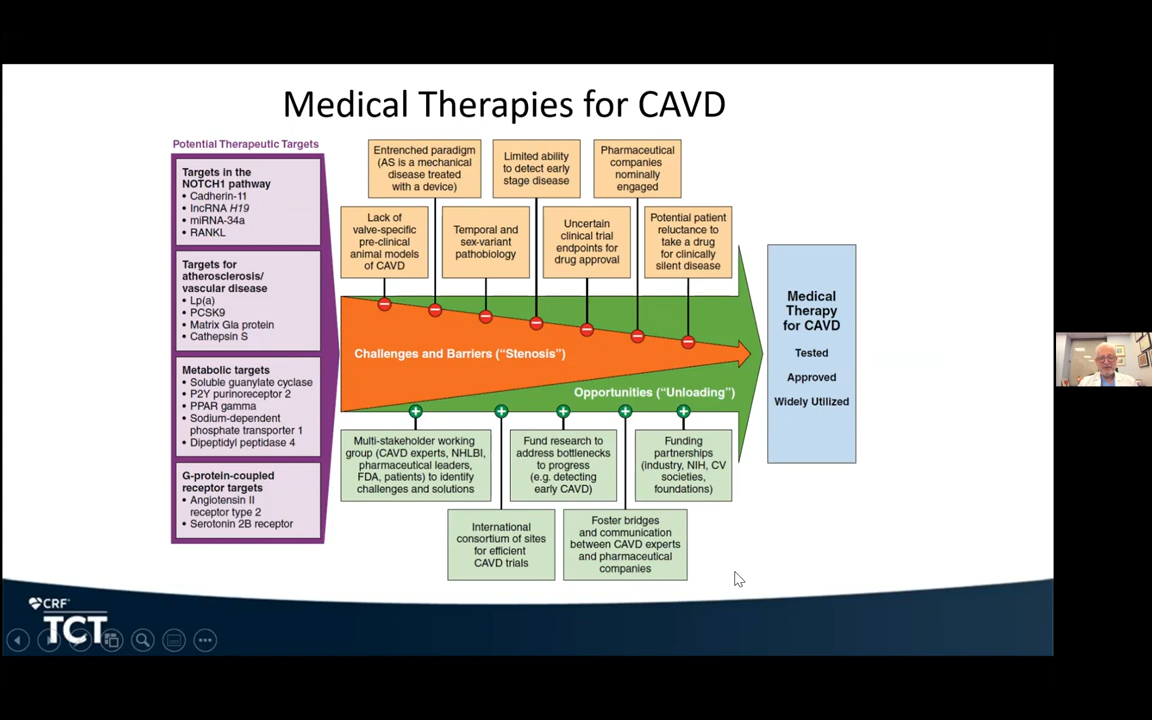 Medical Therapies for CAVD
Potential Therapeutic Targets
Targets in the
NOTCH1 pathway
• Cadherin-11
• lncRNA H19
• miRNA-34a
• RANKL
Targets for
atherosclerosis/
vascular disease
• Lp(a)
• PCSK9
• Matrix Gla protein
• Cathepsin S
Metabolic targets
• Soluble guanylate cyclase
• P2Y purinoreceptor 2
• PPAR gamma
• Sodium-dependent
phosphate transporter 1
• Dipeptidyl peptidase 4
G-protein-coupled
receptor targets
• Angiotensin II
receptor type 2
• Serotonin 2B receptor
Entrenched paradigm
(AS is a mechanical
disease treated
with a device)
Limited ability
to detect early
stage disease
Pharmaceutical
companies
nominally
engaged
Lack of
valve-specific
pre-clinical
animal models
of CAVD
Temporal and
sex-variant
pathobiology
Uncertain
clinical trial
endpoints for
drug approval
Potential patient
reluctance to
take a drug
for clinically
silent disease
Challenges and Barriers (“Stenosis”)
Opportunities (“Unloading”)
Multi-stakeholder working
group (CAVD experts, NHLBI,
pharmaceutical leaders,
FDA, patients) to identify
challenges and solutions
Fund research to
address bottlenecks
to progress
(e.g. detecting
early CAVD)
Funding
partnerships
(industry, NIH, CV
societies,
foundations)
International
consortium of sites
for efficient
CAVD trials
Foster bridges
and communication
between CAVD experts
and pharmaceutical
companies
Medical
Therapy
for CAVD
Tested
Approved
Widely Utilized
CRF
TCT